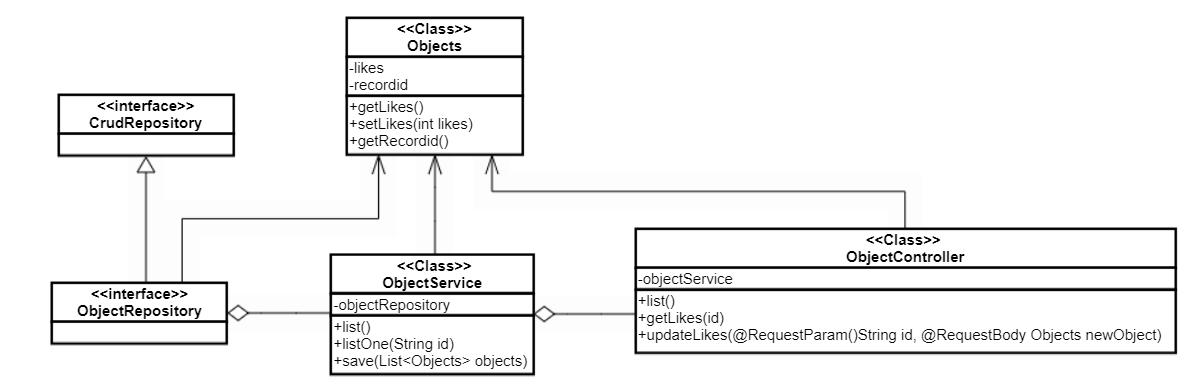 <<Class>>
Objects
-likes
-recordid
+getLikes()
+setLikes(int likes)
+getRecordid()
<<interface>>
CrudRepository
<<interface>>
ObjectRepository
<<Class>>
ObjectService
-objectRepository
+list()
+listOne(String id)
+save(List<Objects> objects)
<<Class>>
ObjectController
-objectService
+list()
+getLikes(id)
+updateLikes(@RequestParam()String id, @RequestBody Objects newObject)